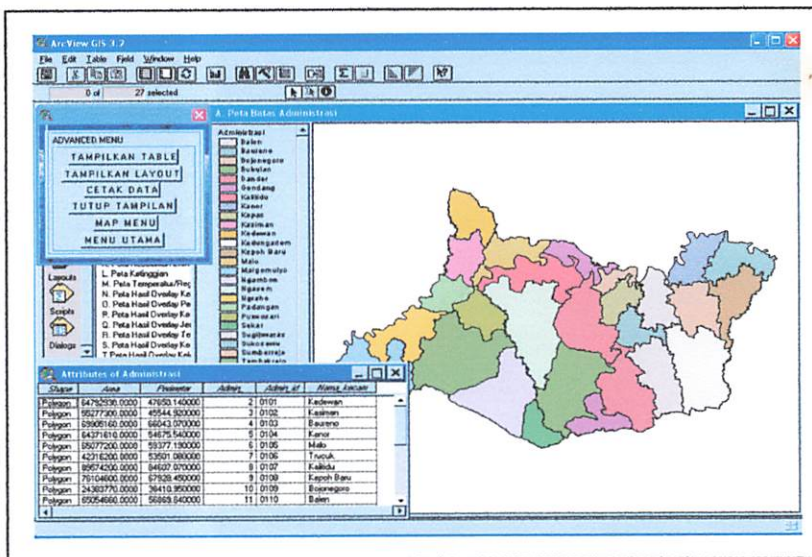 ArcView GIS 3.2
File Edit Table Field Window Help
0 of 27 selected
ADVANCED MENU
TAMPILKAN TABLE
TAMPILKAN LAYOUT
CETAK DATA
TUTUP TAMPILAN
MAP MENU
MENU UTAMA
Layouts
Scripts
Dialogs
L. Peta Ketinggian
M. Peta Temperatur/Reg
N. Peta Hasil Overlay Ke
O. Peta Hasil Overlay Pe
P. Peta Hasil Overlay Ke
Q. Peta Hasil Overlay Jen
R. Peta Hasil Overlay Te
S. Peta Hasil Overlay Ke
T. Peta Hasil Overlay Kek
A. Peta Batas Administrasi
Administrasi
Balen
Baureno
Bojonegoro
Bubulan
Dander
Gondang
Kalitidu
Kanor
Kapas
Kasiman
Kedewan
Kedungadem
Kepoh Baru
Malo
Margomulyo
Ngambon
Ngasem
Ngraho
Padangan
Purwosari
Sekar
Sugihwaras
Sukosewu
Sumberrejo
Tambakrejo
Attributes of Administrasi
Shape Area Perimeter Admin_ Admin_id Nama_kecam
Polygon 47650.140000 2 0101 Kedewan
Polygon 55277300.0000 45544.920000 3 0102 Kasiman
Polygon 69905160.0000 66043.070000 4 0103 Baureno
Polygon 64371610.0000 54675.540000 5 0104 Kanor
Polygon 65077200.0000 59377.190000 6 0105 Malo
Polygon 42316200.0000 53501.080000 7 0106 Trucuk
Polygon 89574200.0000 84607.070000 8 0107 Kalitidu
Polygon 76104600.0000 67928.450000 9 0108 Kepoh Baru
Polygon 24383770.0000 36410.950000 10 0109 Bojonegoro
Polygon 65054660.0000 56869.640000 11 0110 Balen